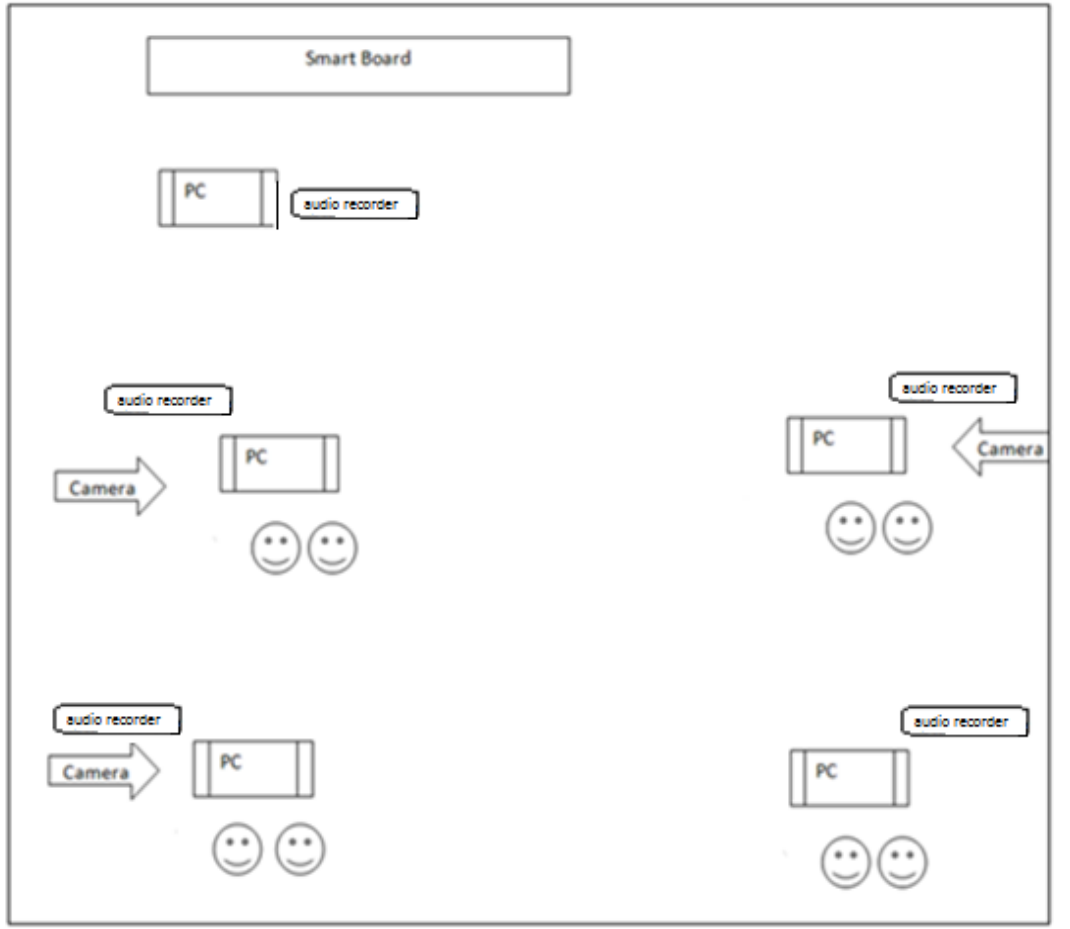 Smart Board
PC
audio recorder
audio recorder
audio recorder
PC
PC
Camera
Camera
audio recorder
audio recorder
PC
PC
Camera